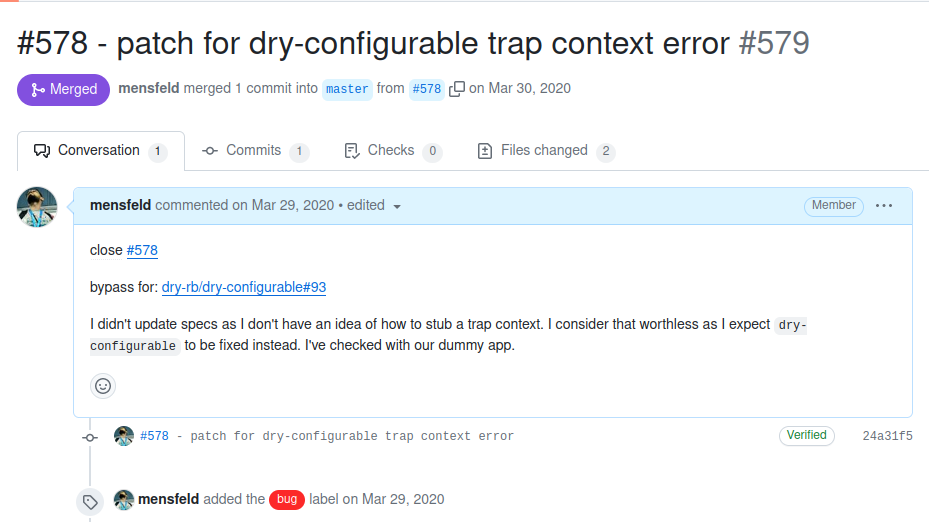 #578 - patch for dry-configurable trap context error #579
Merged mensfeld merged 1 commit into master from #578 on Mar 30, 2020
Conversation 1 Commits 1 Checks 0 Files changed 2
mensfeld commented on Mar 29, 2020 • edited Member
close #578
bypass for: dry-rb/dry-configurable#93
I didn't update specs as I don't have an idea of how to stub a trap context. I consider that worthless as I expect dry-
configurable to be fixed instead. I've checked with our dummy app.
#578 - patch for dry-configurable trap context error Verified 24a31f5
mensfeld added the bug label on Mar 29, 2020